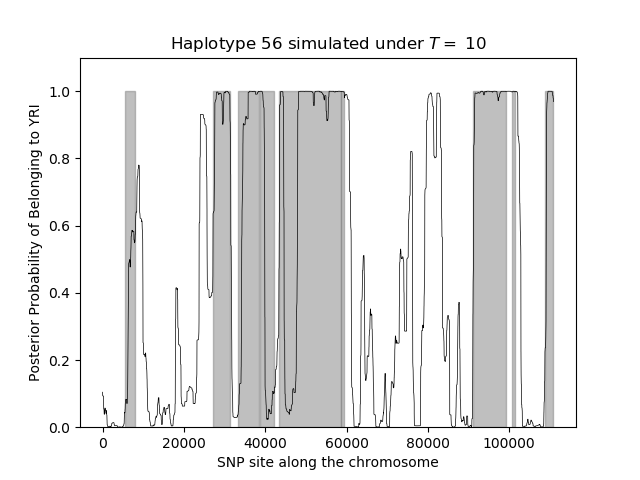 Haplotype 56 simulated under T = 10
Posterior Probability of Belonging to YRI
1.0
0.8
0.6
0.4
0.2
0.0
0 20000 40000 60000 80000 100000
SNP site along the chromosome